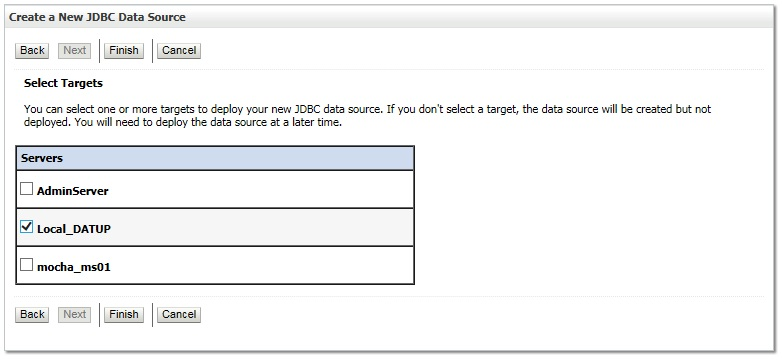 Create a New JDBC Data Source
Back Next Finish Cancel
Select Targets
You can select one or more targets to deploy your new JDBC data source. If you don't select a target, the data source will be created but not
deployed. You will need to deploy the data source at a later time.
Servers
AdminServer
Local_DATUP
mocha_ms01
Back Next Finish Cancel